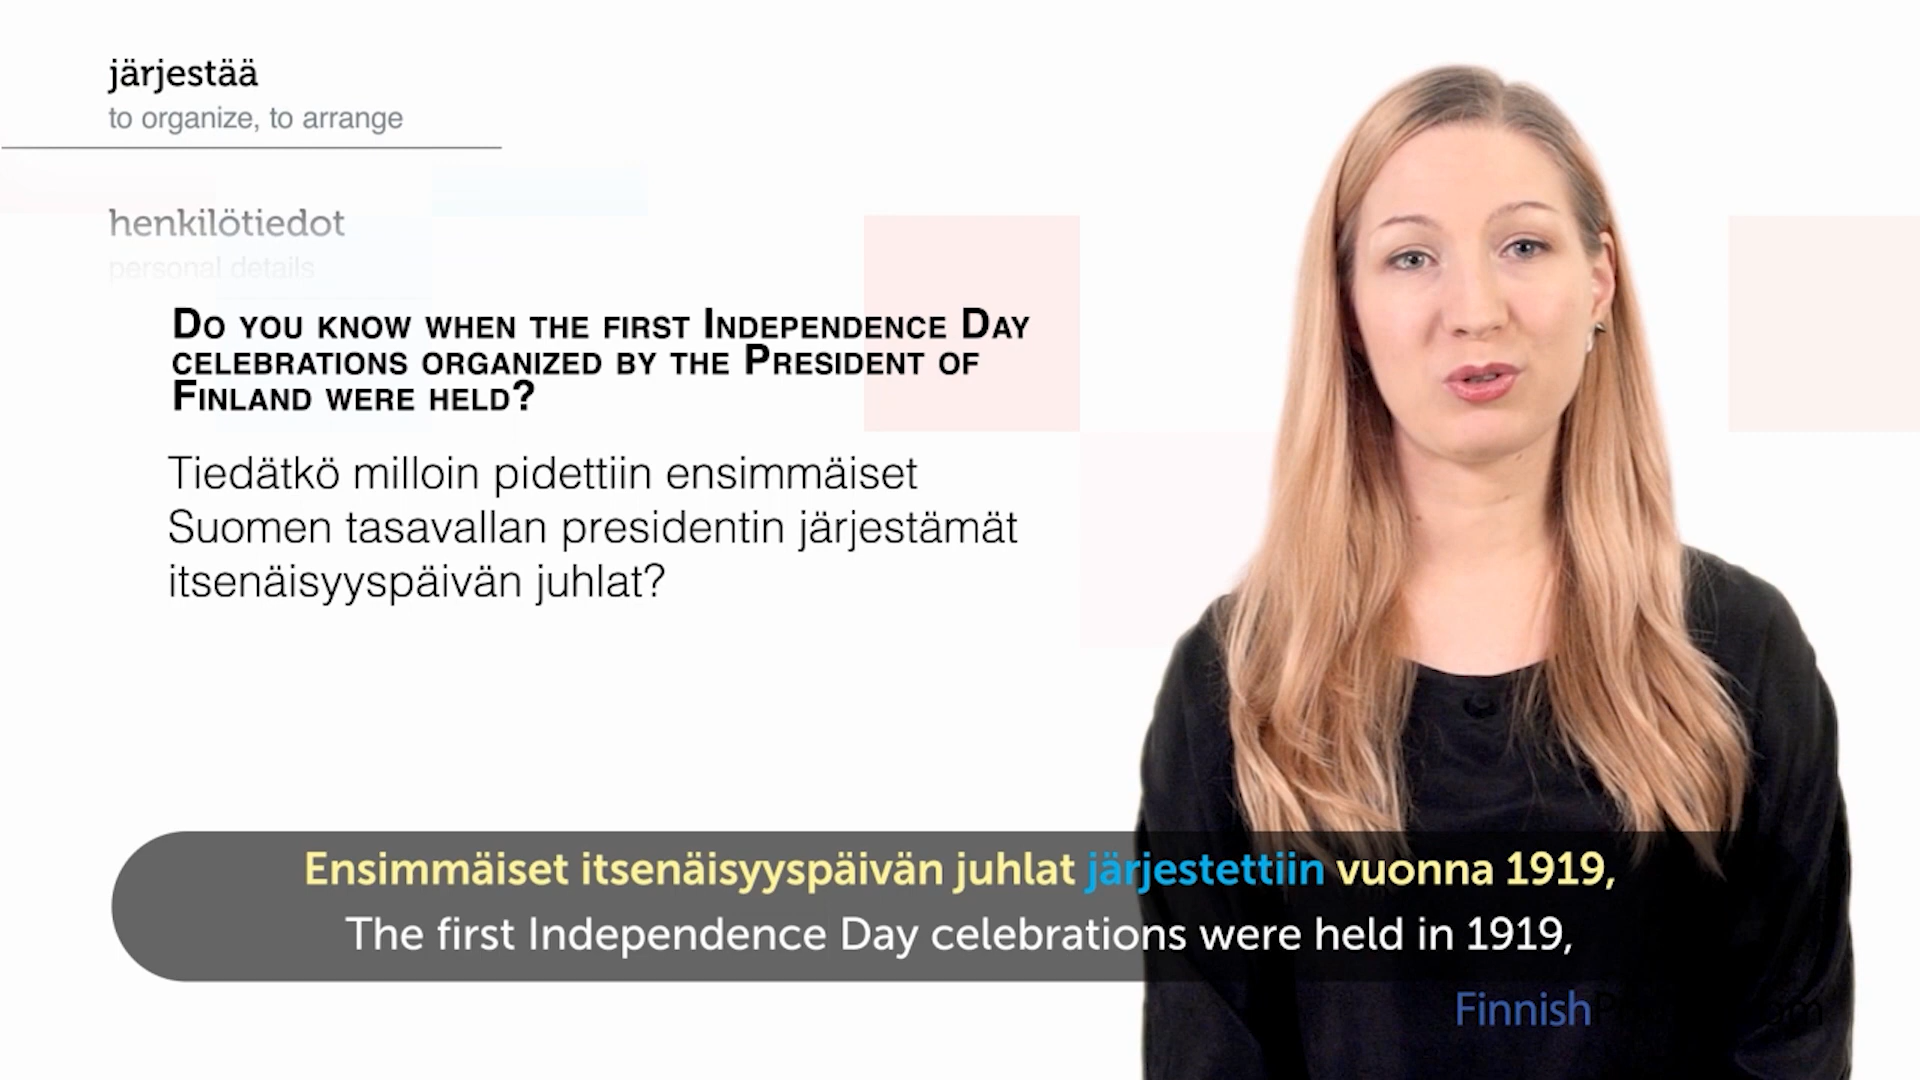 järjestää
to organize, to arrange
henkilötiedot
personal details
Do you know when the first Independence Day
celebrations organized by the President of
Finland were held?
Tiedätkö milloin pidettiin ensimmäiset
Suomen tasavallan presidentin järjestämät
itsenäisyyspäivän juhlat?
Ensimmäiset itsenäisyyspäivän juhlat järjestettiin vuonna 1919,
The first Independence Day celebrations were held in 1919,
Finnish